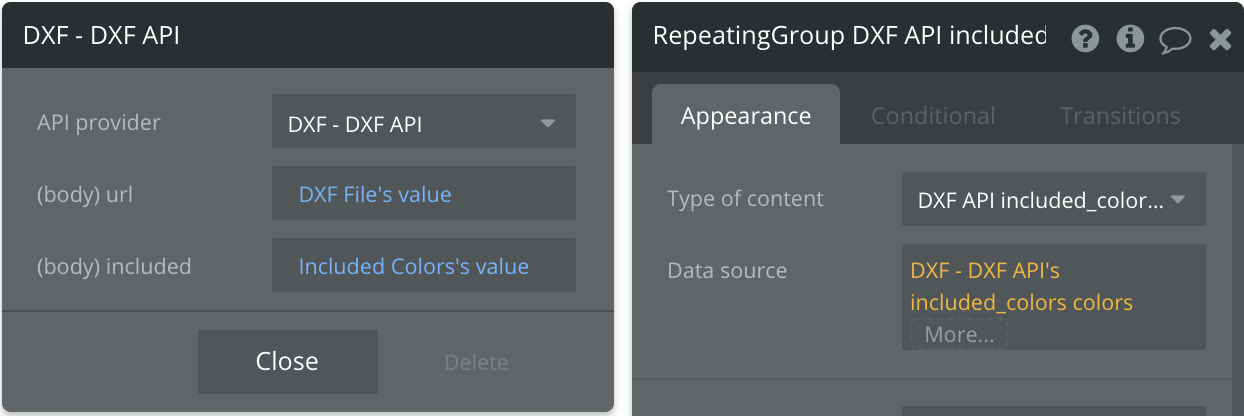 DXF - DXF API
API provider
DXF - DXF API
(body) url
DXF File's value
(body) included
Included Colors's value
Close
Delete
RepeatingGroup DXF API included
Appearance
Conditional
Transitions
Type of content
DXF API included_color...
Data source
DXF - DXF API's
included_colors colors
More...